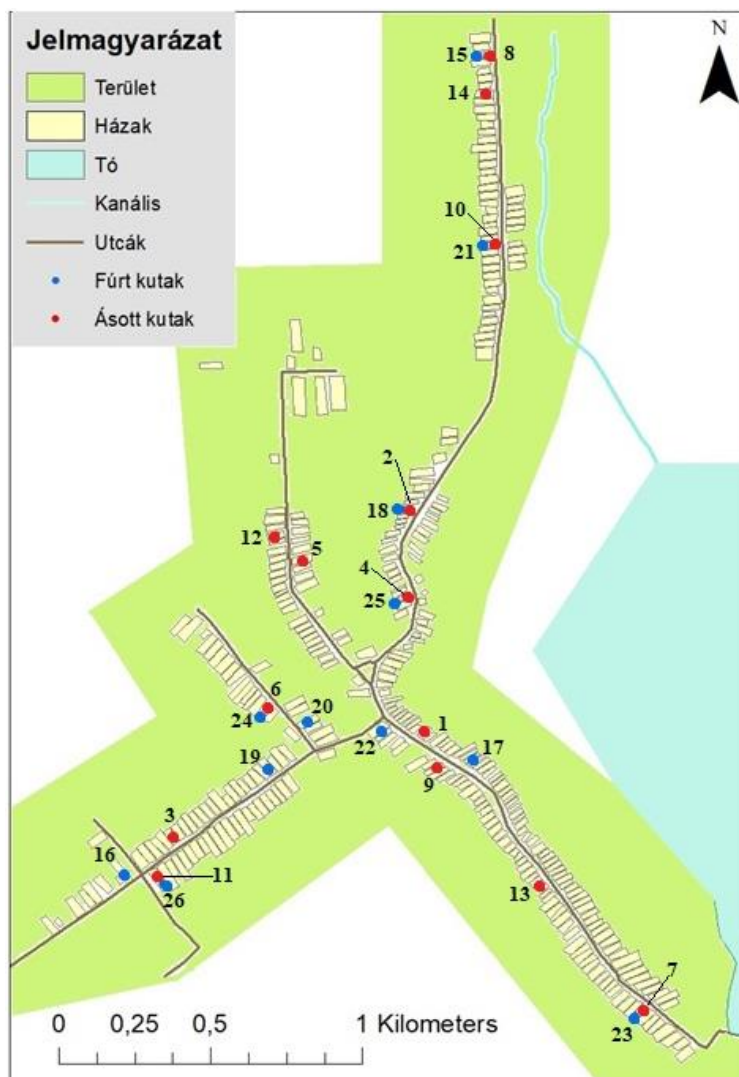 Jelmagyarázat
Terület
Házak
Tó
Kanális
Utcák
Fúrt kutak
Ásott kutak
N
15 8
14
10
21
2
18
12
5
4
25
6
20
24
1
22
17
19
9
3
16
11
26
13
7
23
0 0,25 0,5 1 Kilometers